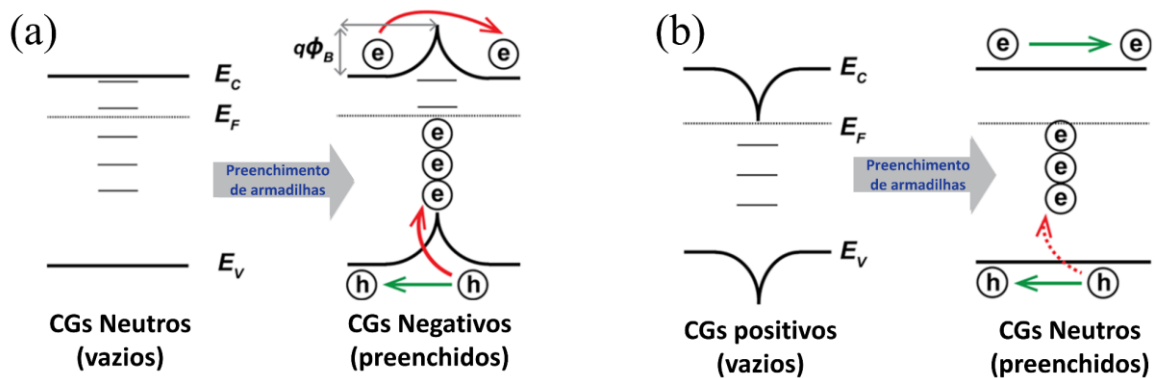 (a)
qϕB
e
e
EC
EF
Preenchimento
de armadilhas
e
e
e
EV
h
h
CGs Neutros
(vazios)
CGs Negativos
(preenchidos)
(b)
e
e
EC
EF
Preenchimento
de armadilhas
e
e
e
EV
h
h
CGs positivos
(vazios)
CGs Neutros
(preenchidos)